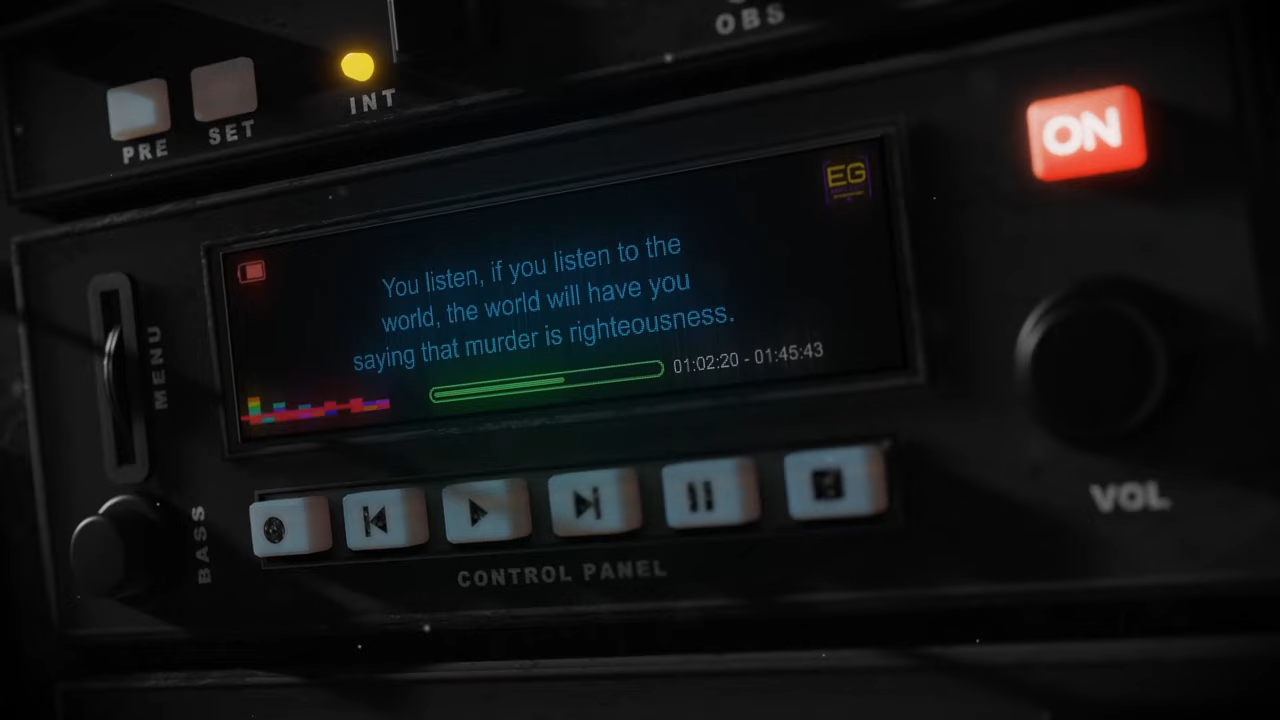 OBS
INT
PRE
SET
ON
EG
You listen, if you listen to the
world, the world will have you
saying that murder is righteousness.
01:02:20 - 01:45:43
MENU
BASS
VOL
CONTROL PANEL